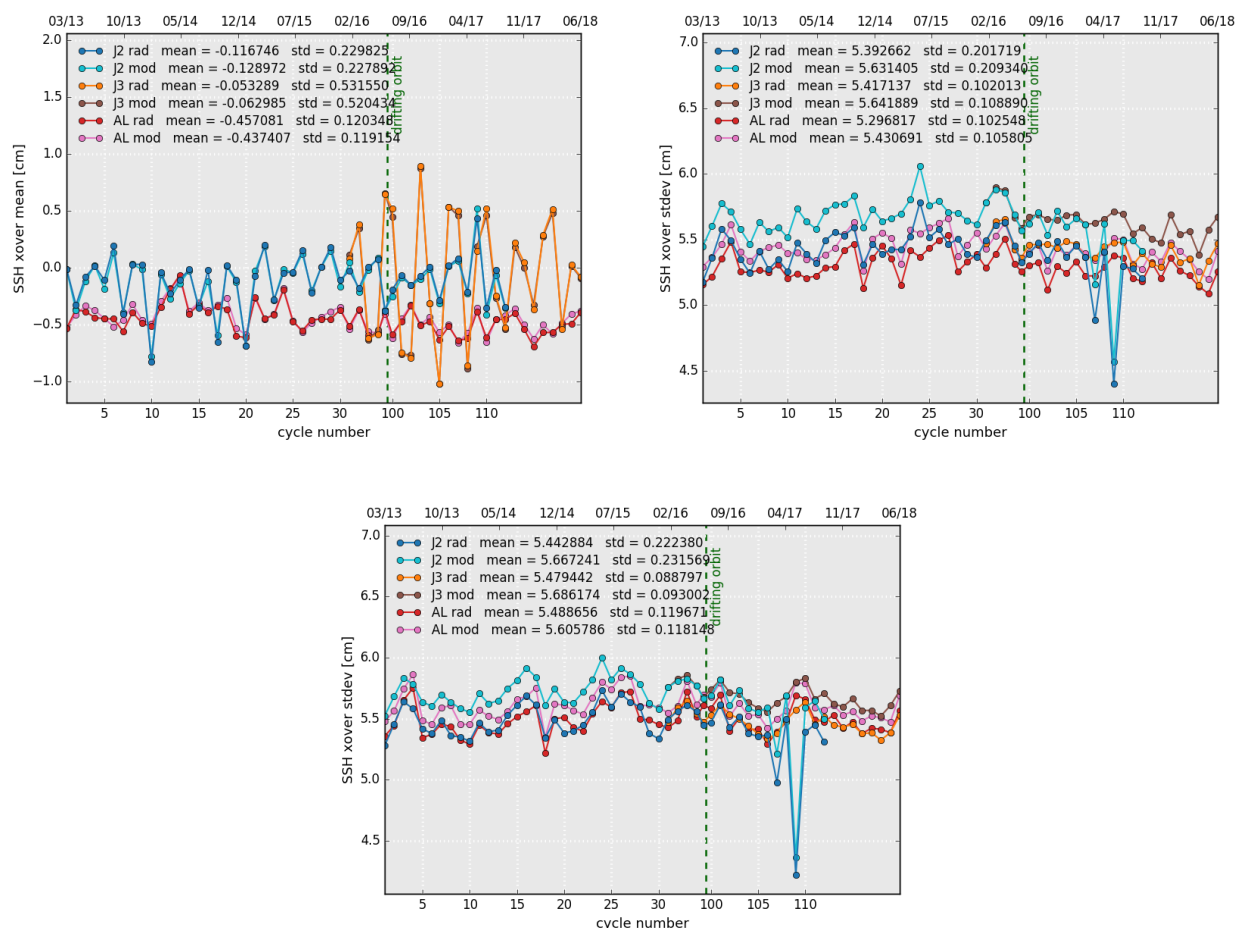 03/13 10/13 05/14 12/14 07/15 02/16 09/16 04/17 11/17 06/18
2.0
1.5
1.0
0.5
0.0
−0.5
−1.0
SSH xover mean [cm]
J2 rad mean = -0.116746 std = 0.229825
J2 mod mean = -0.128972 std = 0.227892
J3 rad mean = -0.053289 std = 0.531550
J3 mod mean = -0.062985 std = 0.520434
AL rad mean = -0.457081 std = 0.120348
AL mod mean = -0.437407 std = 0.119154
drifting orbit
5 10 15 20 25 30 100 105 110
cycle number
03/13 10/13 05/14 12/14 07/15 02/16 09/16 04/17 11/17 06/18
7.0
6.5
6.0
5.5
5.0
4.5
SSH xover stdev [cm]
J2 rad mean = 5.392662 std = 0.201719
J2 mod mean = 5.631405 std = 0.209340
J3 rad mean = 5.417137 std = 0.102013
J3 mod mean = 5.641889 std = 0.108890
AL rad mean = 5.296817 std = 0.102548
AL mod mean = 5.430691 std = 0.105805
drifting orbit
5 10 15 20 25 30 100 105 110
cycle number
03/13 10/13 05/14 12/14 07/15 02/16 09/16 04/17 11/17 06/18
7.0
6.5
6.0
5.5
5.0
4.5
SSH xover stdev [cm]
J2 rad mean = 5.442884 std = 0.222380
J2 mod mean = 5.667241 std = 0.231569
J3 rad mean = 5.479442 std = 0.088797
J3 mod mean = 5.686174 std = 0.093002
AL rad mean = 5.488656 std = 0.119671
AL mod mean = 5.605786 std = 0.118148
drifting orbit
5 10 15 20 25 30 100 105 110
cycle number